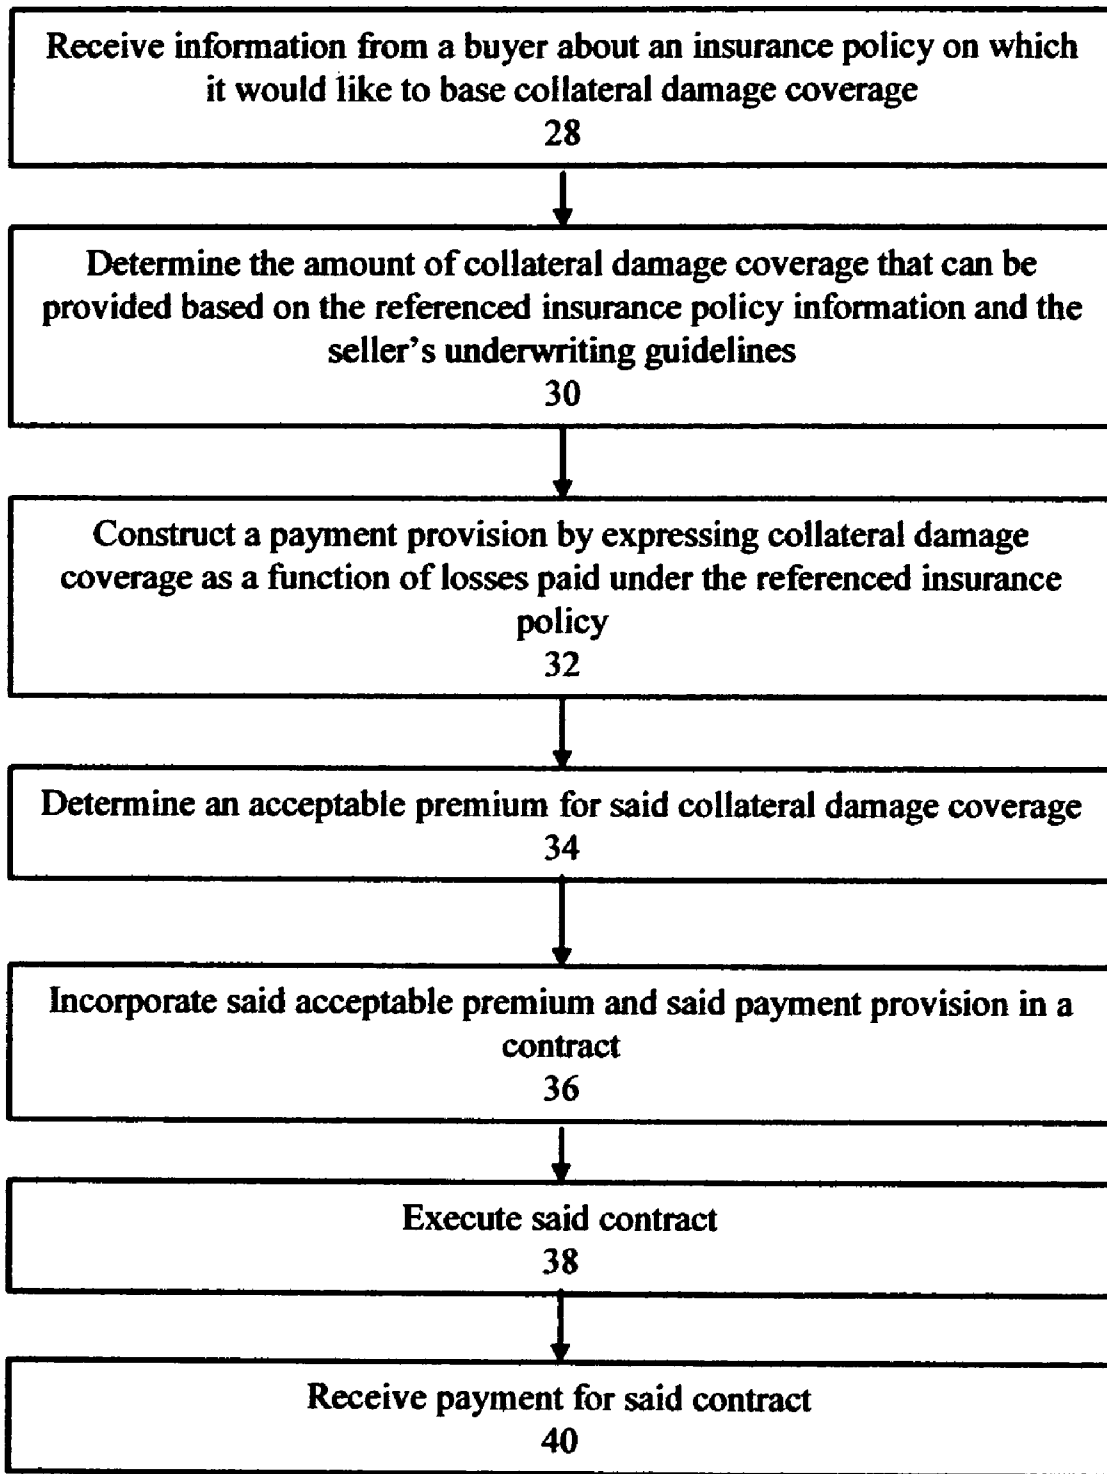 Receive information from a buyer about an insurance policy on which
it would like to base collateral damage coverage
28
Determine the amount of collateral damage coverage that can be
provided based on the referenced insurance policy information and the
seller's underwriting guidelines
30
Construct a payment provision by expressing collateral damage
coverage as a function of losses paid under the referenced insurance
policy
32
Determine an acceptable premium for said collateral damage coverage
34
Incorporate said acceptable premium and said payment provision in a
contract
36
Execute said contract
38
Receive payment for said contract
40